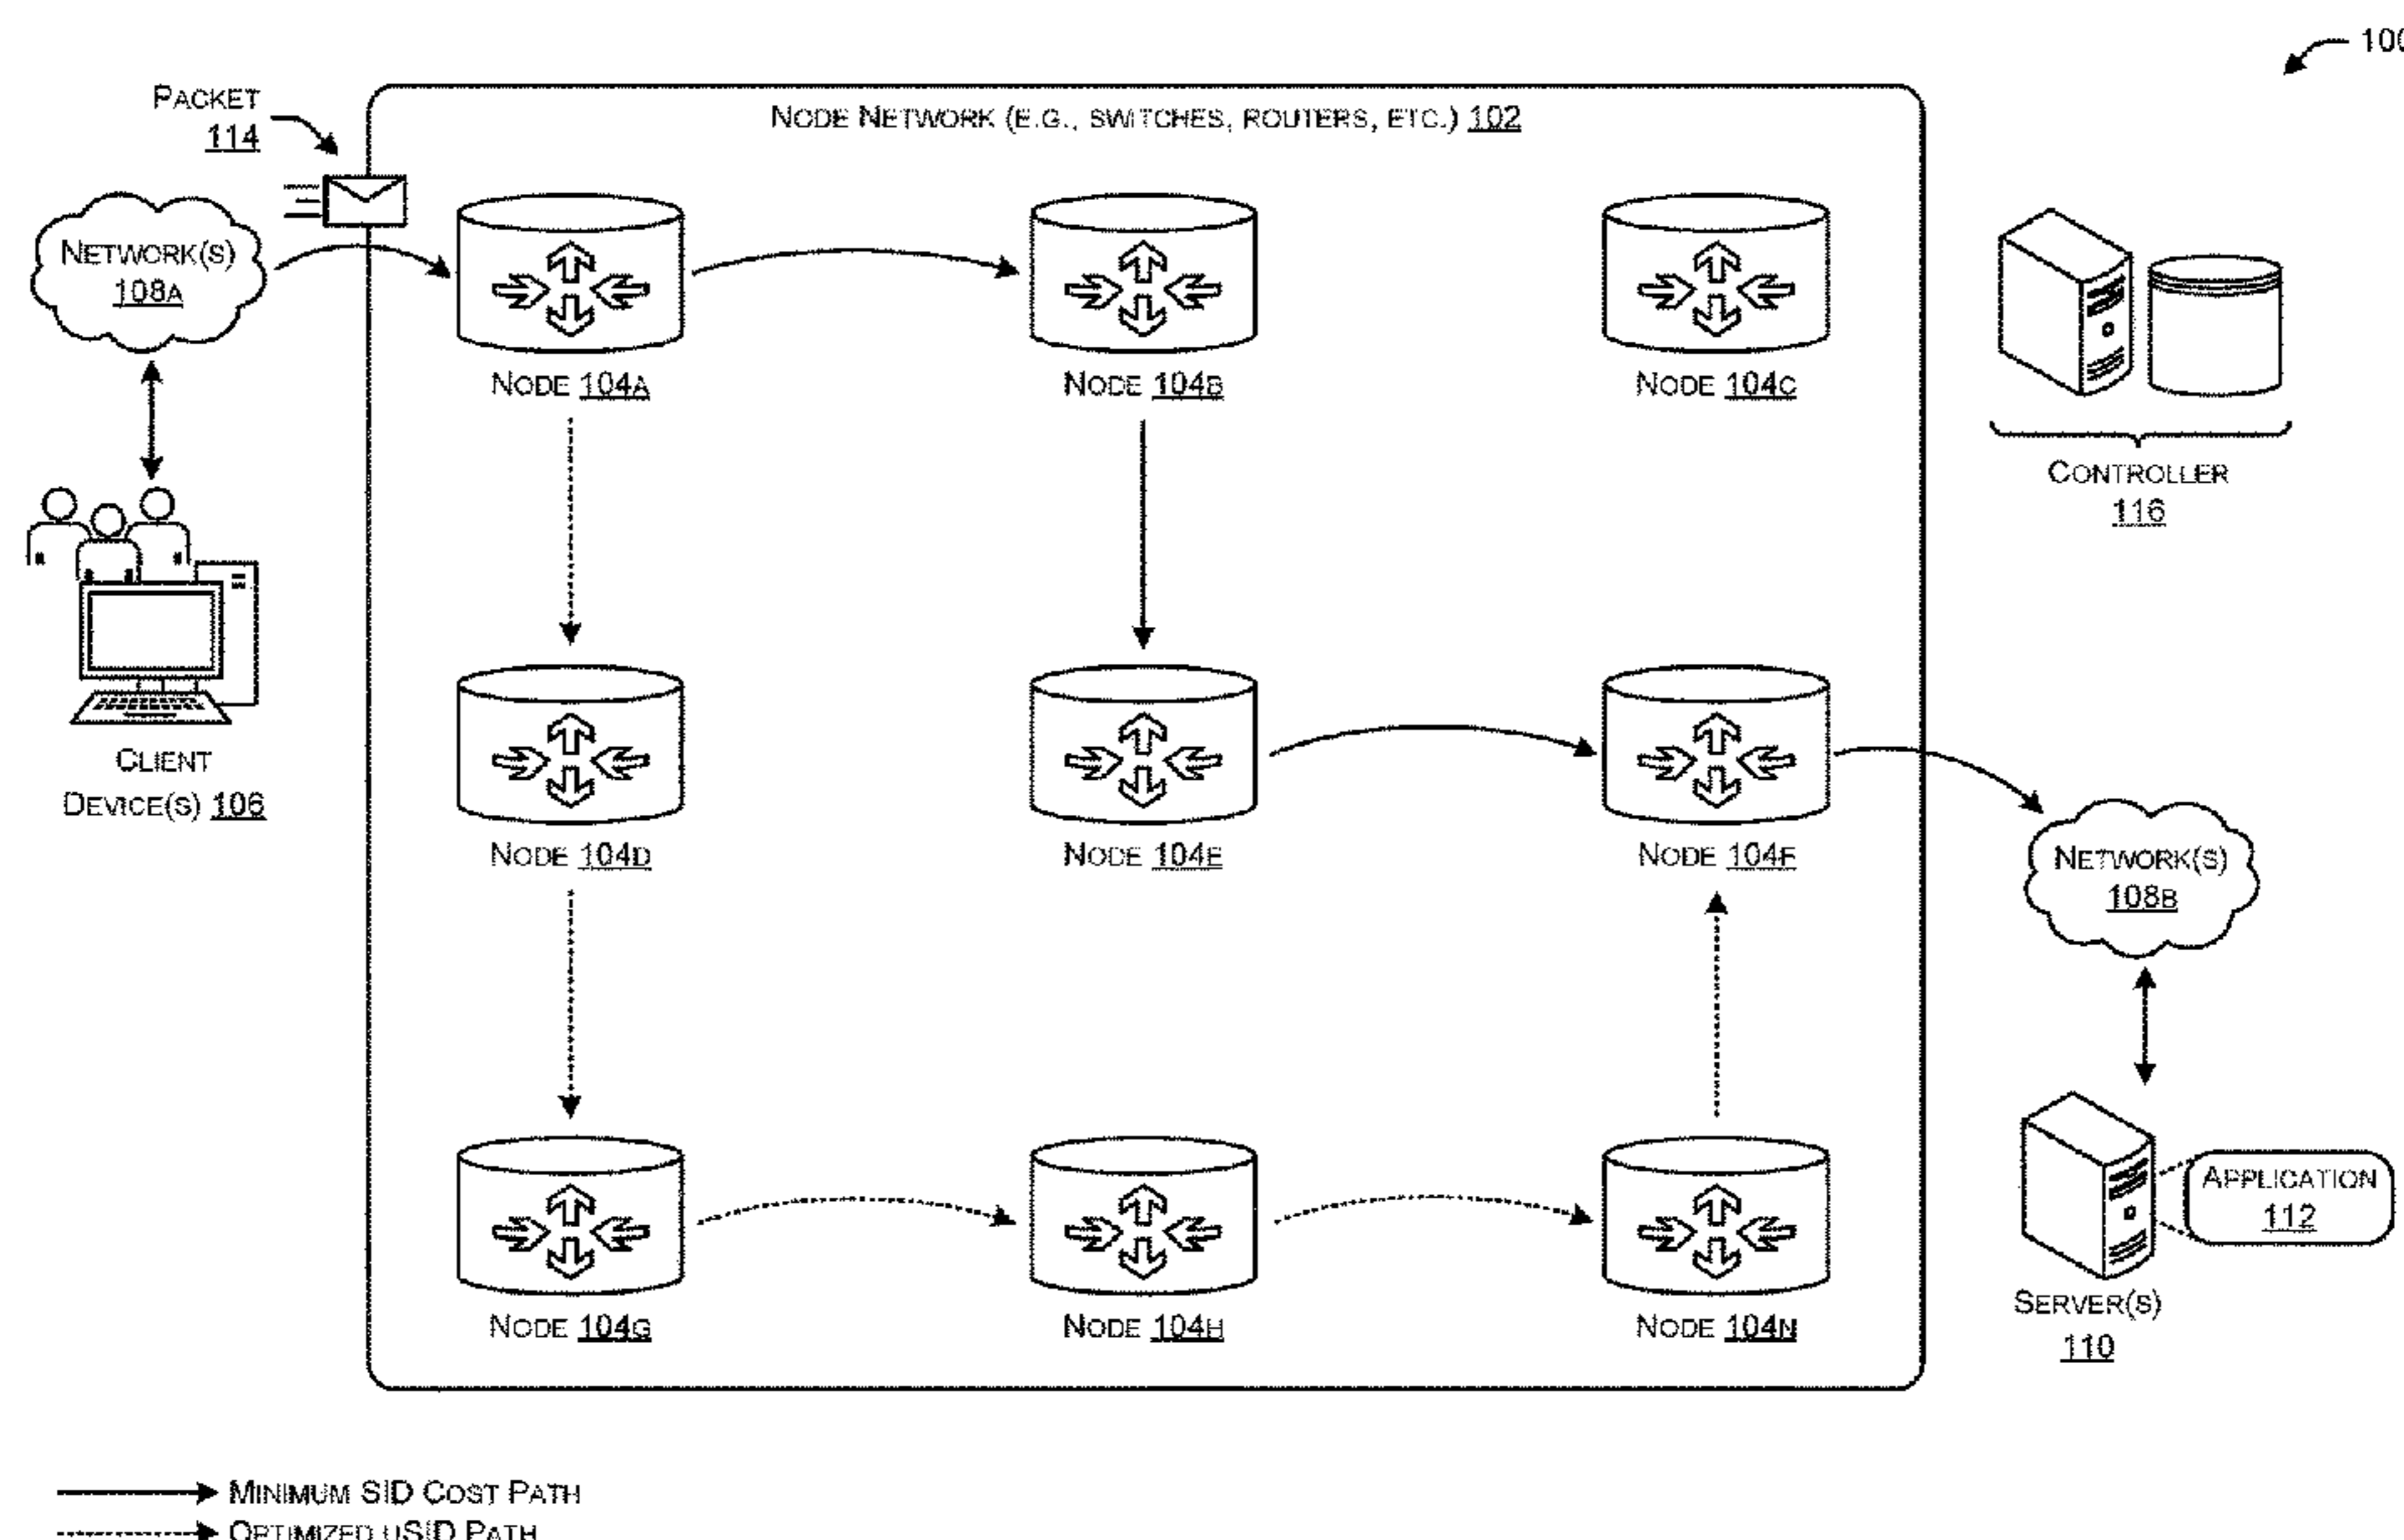 100
PACKET
114
NODE NETWORK (E.G., SWITCHES, ROUTERS, ETC.) 102
NETWORK(S)
108A
NODE 104A
NODE 104B
NODE 104C
CONTROLLER
116
CLIENT
DEVICE(S) 106
NODE 104D
NODE 104E
NODE 104F
NETWORK(S)
108B
APPLICATION
112
NODE 104G
NODE 104H
NODE 104N
SERVER(S)
110
MINIMUM SID COST PATH
OPTIMIZED USID PATH